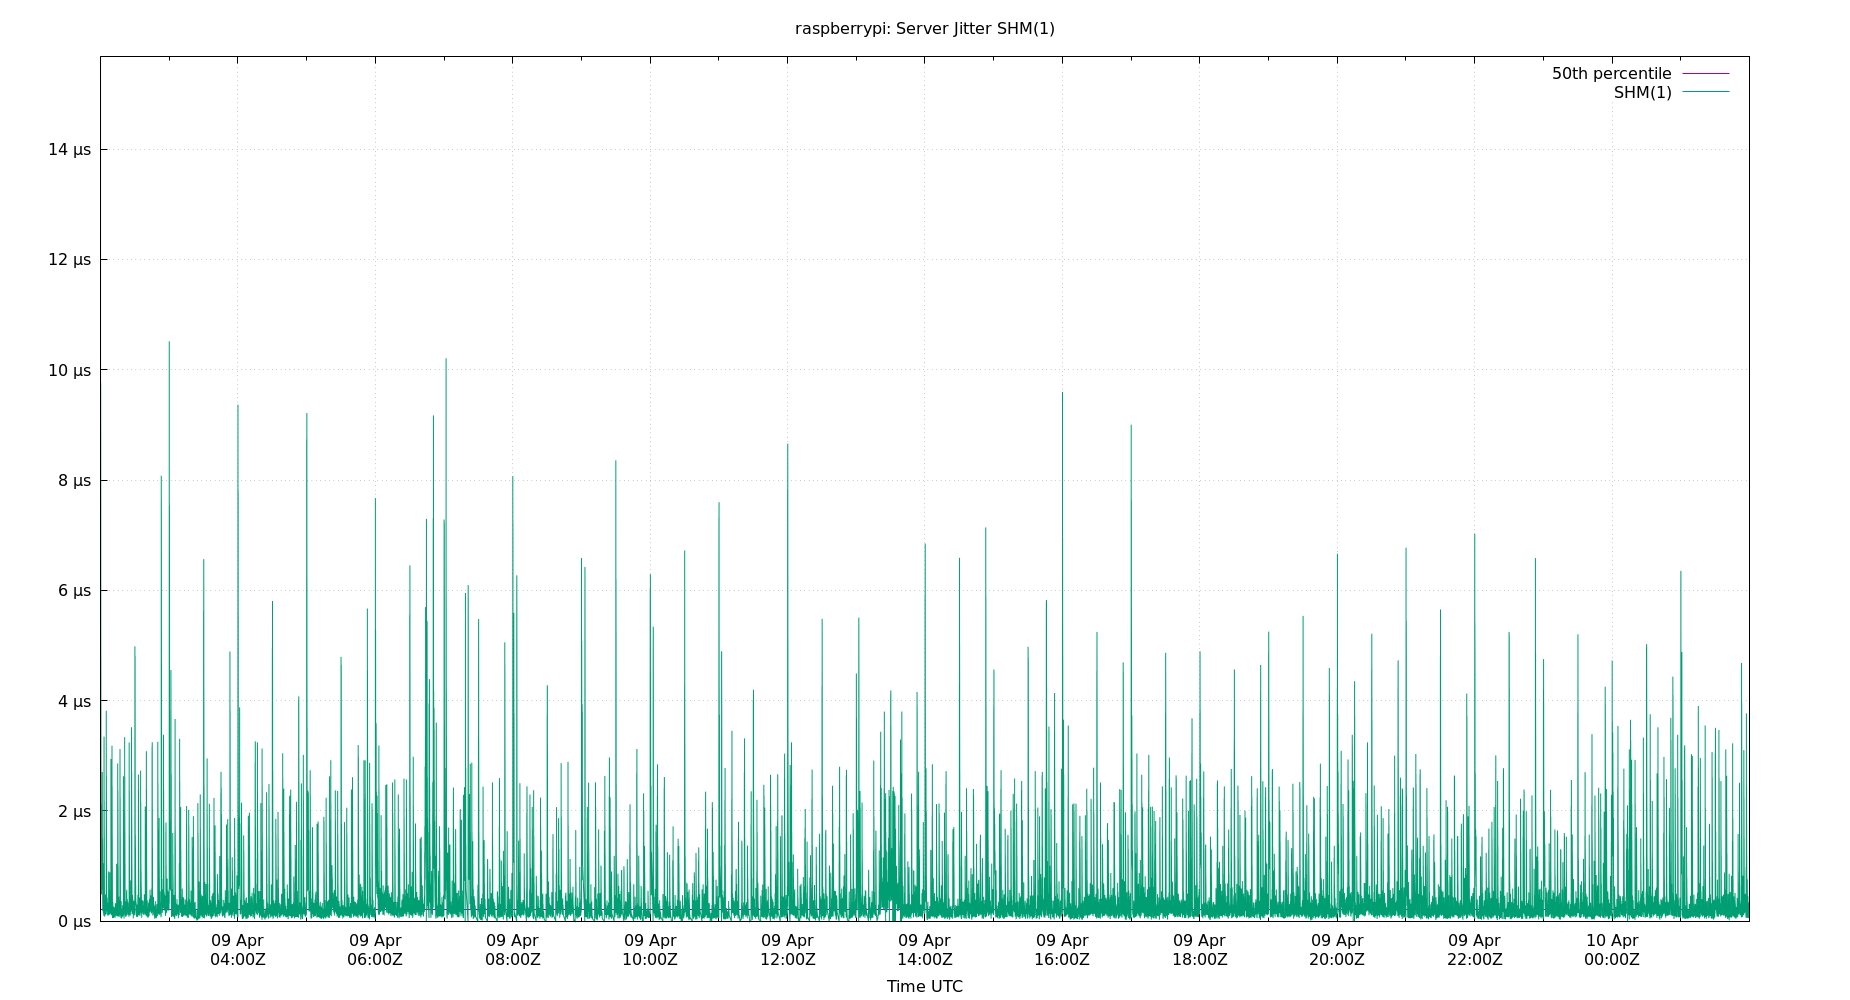 raspberrypi: Server Jitter SHM(1)
50th percentile
SHM(1)
14 µs
12 µs
10 µs
8 µs
6 µs
4 µs
2 µs
0 µs
09 Apr 09 Apr 09 Apr 09 Apr 09 Apr 09 Apr 09 Apr 09 Apr 09 Apr 09 Apr 10 Apr
04:00Z 06:00Z 08:00Z 10:00Z 12:00Z 14:00Z 16:00Z 18:00Z 20:00Z 22:00Z 00:00Z
Time UTC